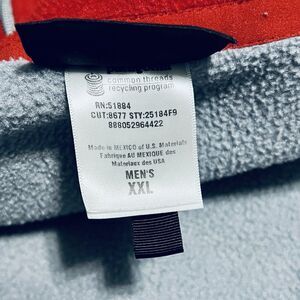 common threads
recycling program
RN:51884
CUT:8677 STY:25184F9
888052964422
Made in MEXICO of U.S. Materials
Fabriqué AU MEXIQUE des
Materiaux des USA
MEN'S
XXL